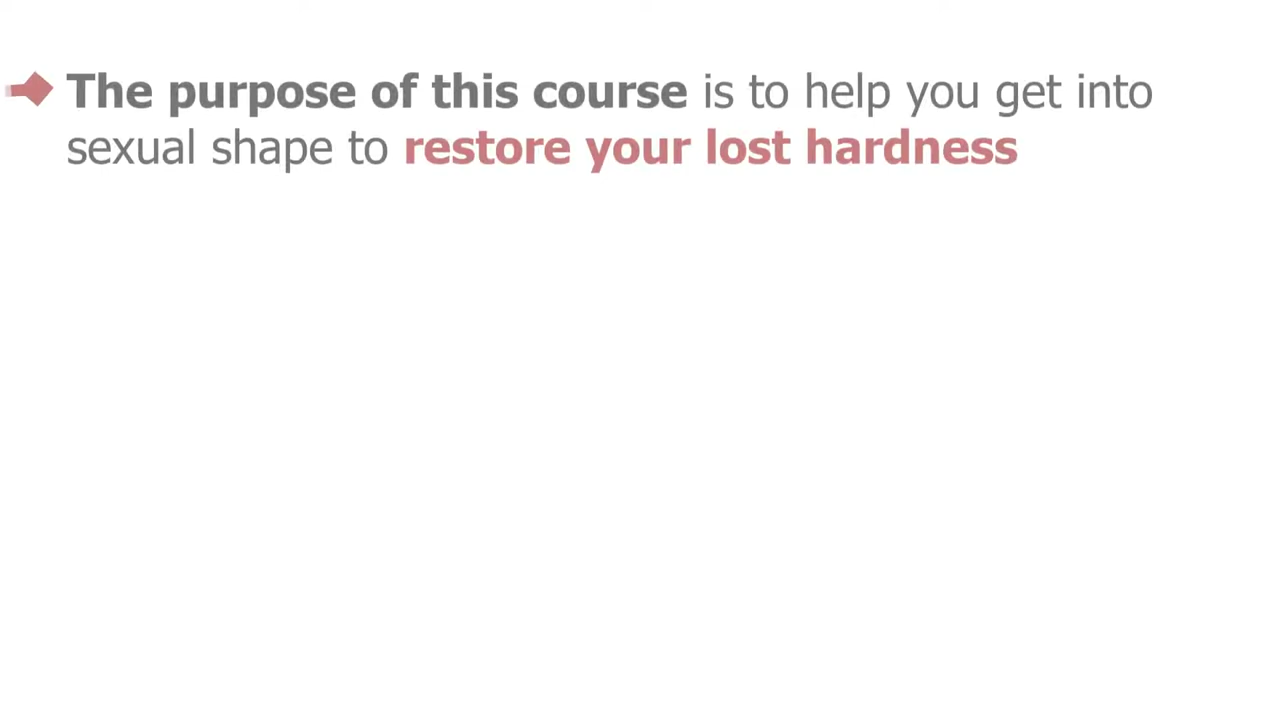 The purpose of this course is to help you get into
sexual shape to restore your lost hardness